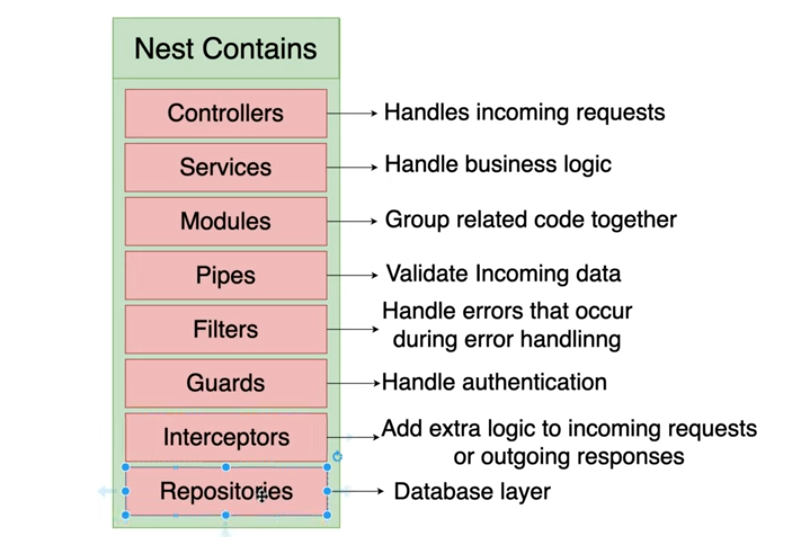 Nest Contains
Controllers
Handles incoming requests
Services
Handle business logic
Modules
Group related code together
Pipes
Validate Incoming data
Filters
Handle errors that occur
during error handlinng
Guards
Handle authentication
Interceptors
Add extra logic to incoming requests
or outgoing responses
Repositories
Database layer